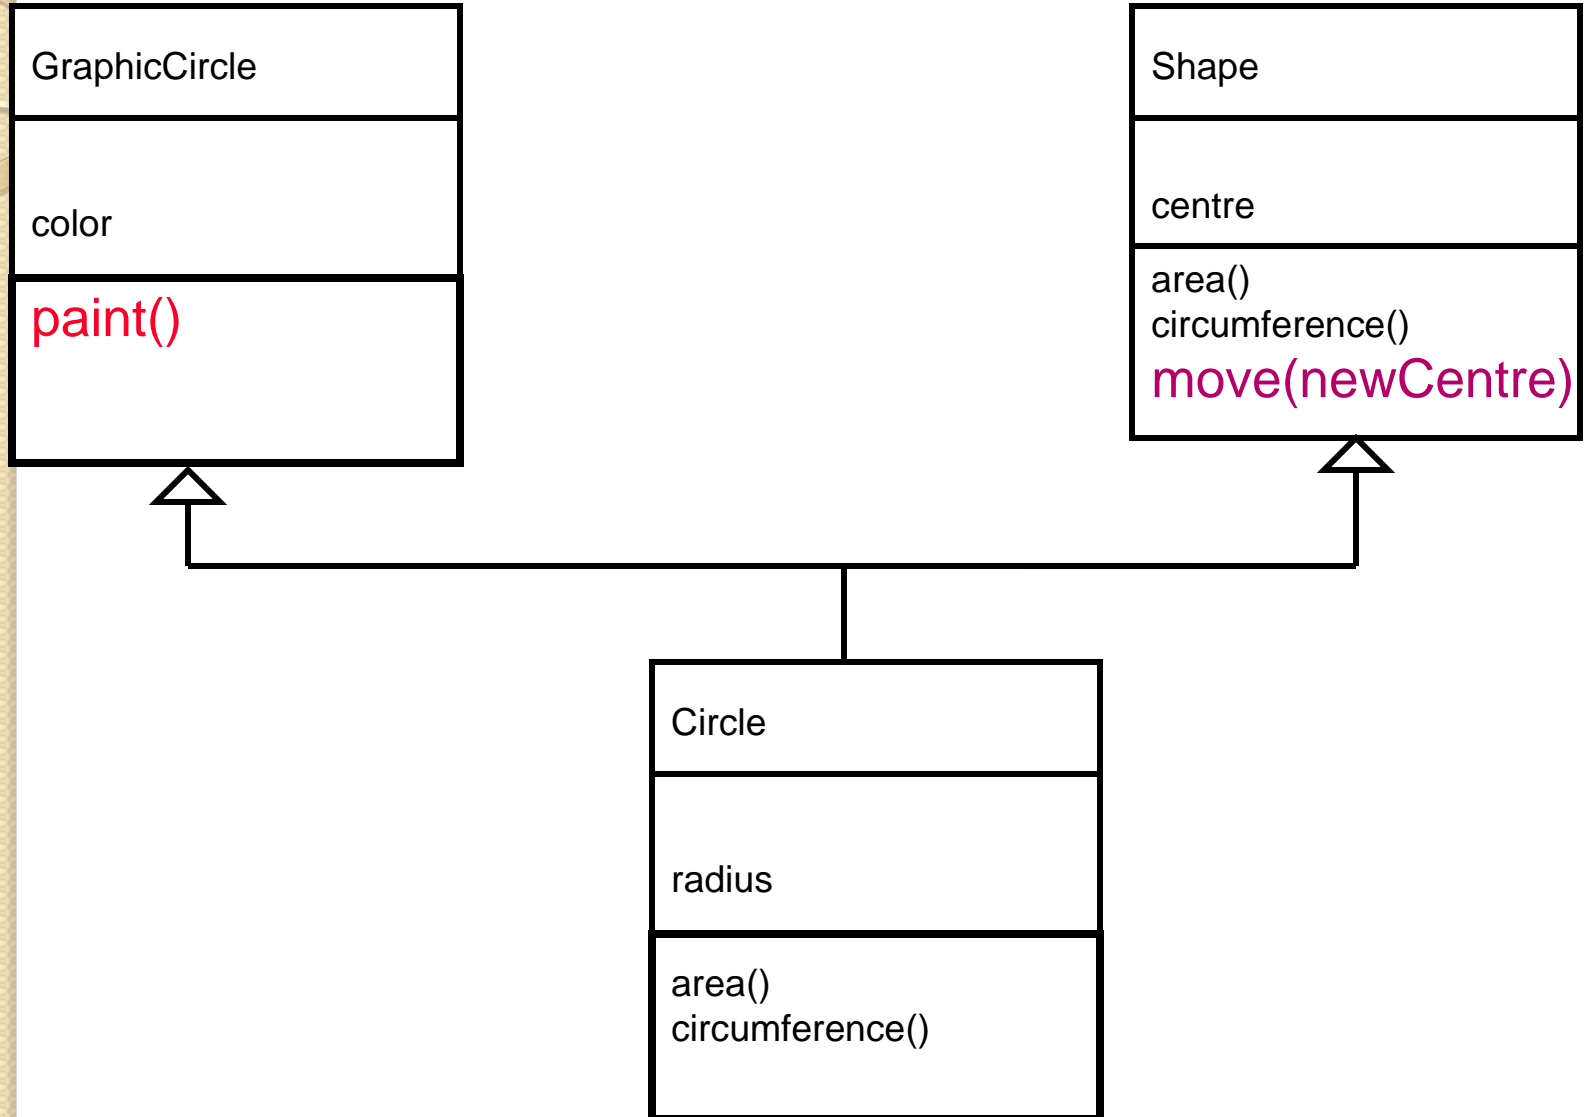 GraphicCircle
color
paint()
Shape
centre
area()
circumference()
move(newCentre)
Circle
radius
area()
circumference()